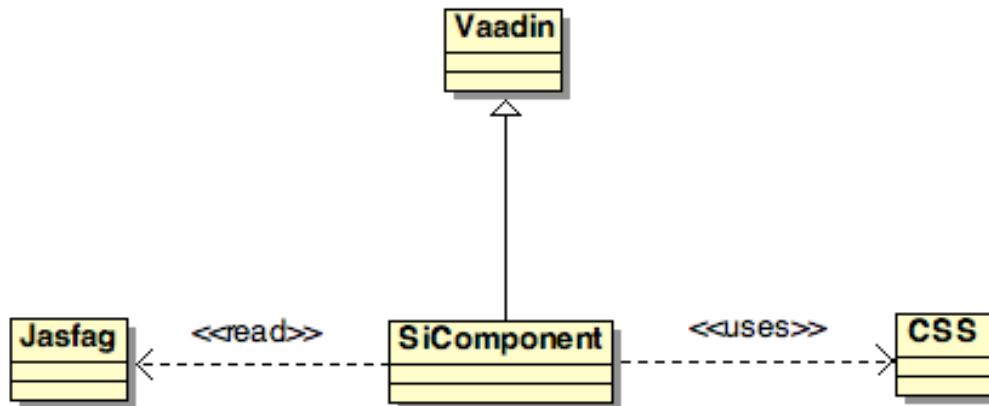 Vaadin
Jasfag
<<read>>
SiComponent
<<uses>>
CSS